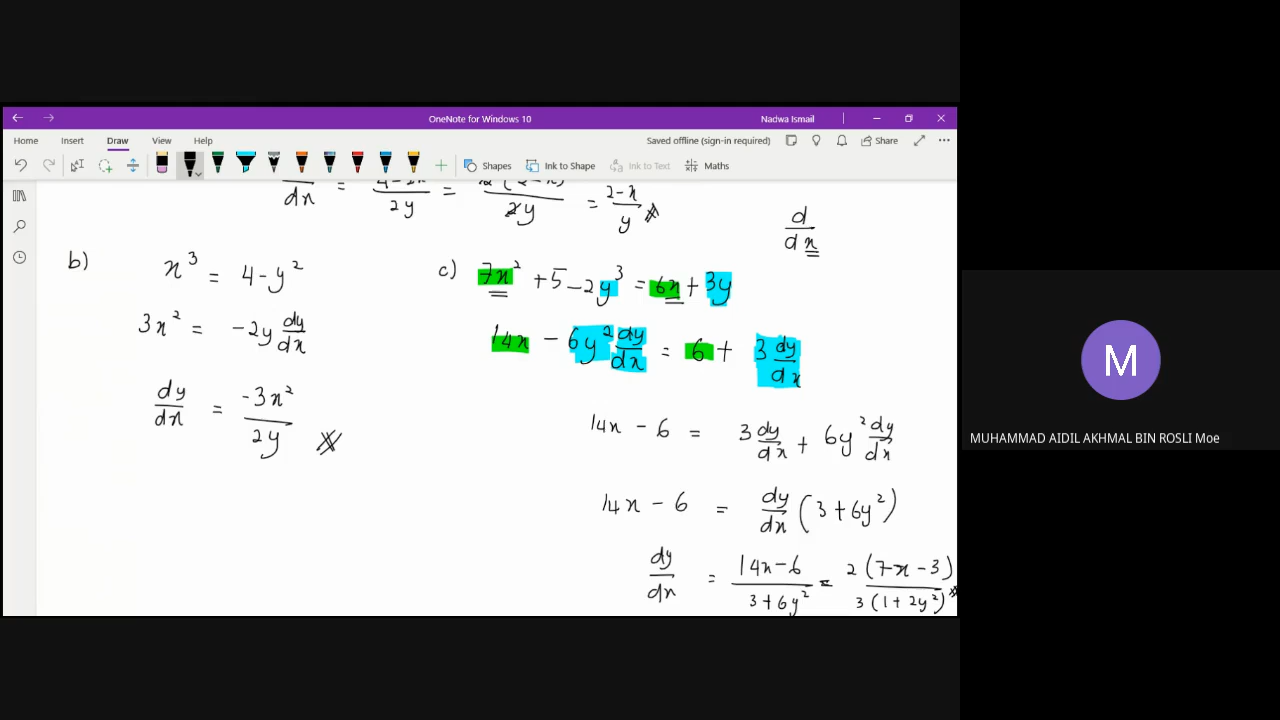 OneNote for Windows 10
Nadwa Ismail
Home Insert Draw View Help
Saved offline (sign-in required)
Share
Shapes Ink to Shape Ink to Text Maths
dx = 4-2x / 2y = 2(2-x) / 2y = 2-x / y
d / dx
b) x³ = 4-y²
3x² = -2y dy/dx
dy/dx = -3x² / 2y
c) 7x² + 5 - 2y³ = 6x + 3y
14x - 6y² dy/dx = 6 + 3 dy/dx
14x - 6 = 3 dy/dx + 6y² dy/dx
14x - 6 = dy/dx (3 + 6y²)
dy/dx = 14x-6 / 3+6y² = 2(7x-3) / 3(1+2y²)
M
MUHAMMAD AIDIL AKHMAL BIN ROSLI Moe